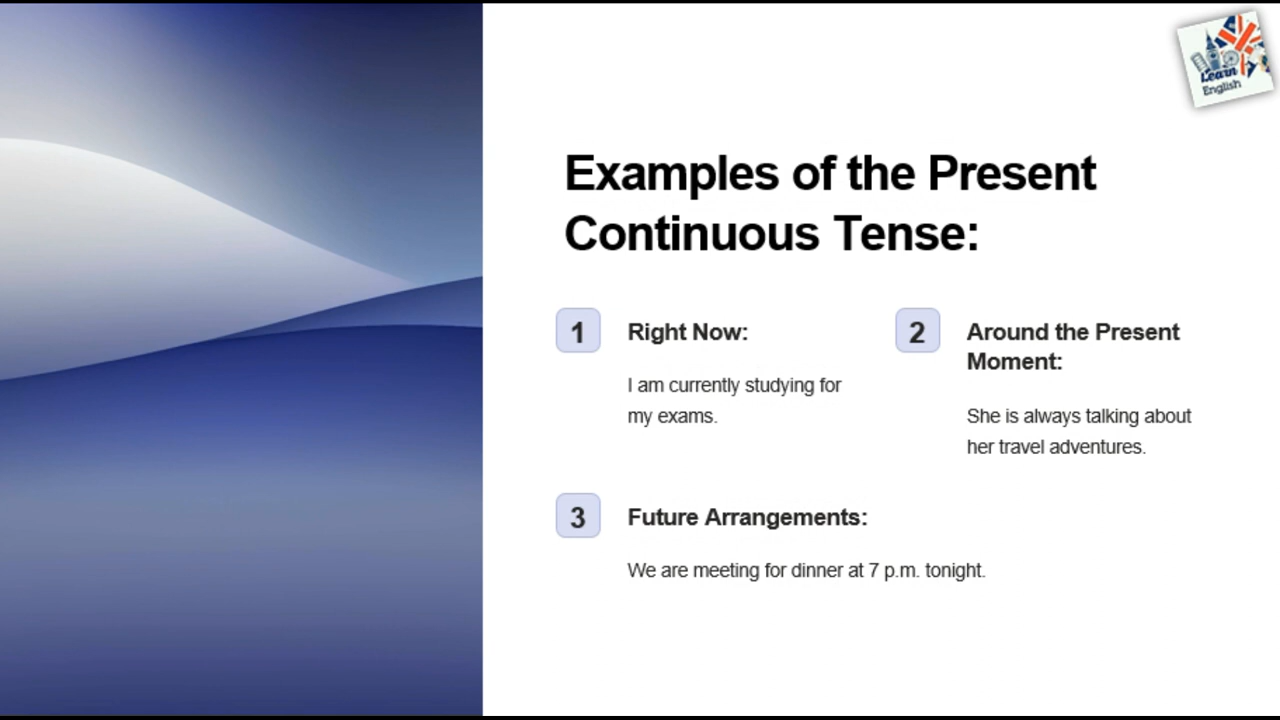 Learn
English
Examples of the Present
Continuous Tense:
1
Right Now:
I am currently studying for
my exams.
2
Around the Present
Moment:
She is always talking about
her travel adventures.
3
Future Arrangements:
We are meeting for dinner at 7 p.m. tonight.